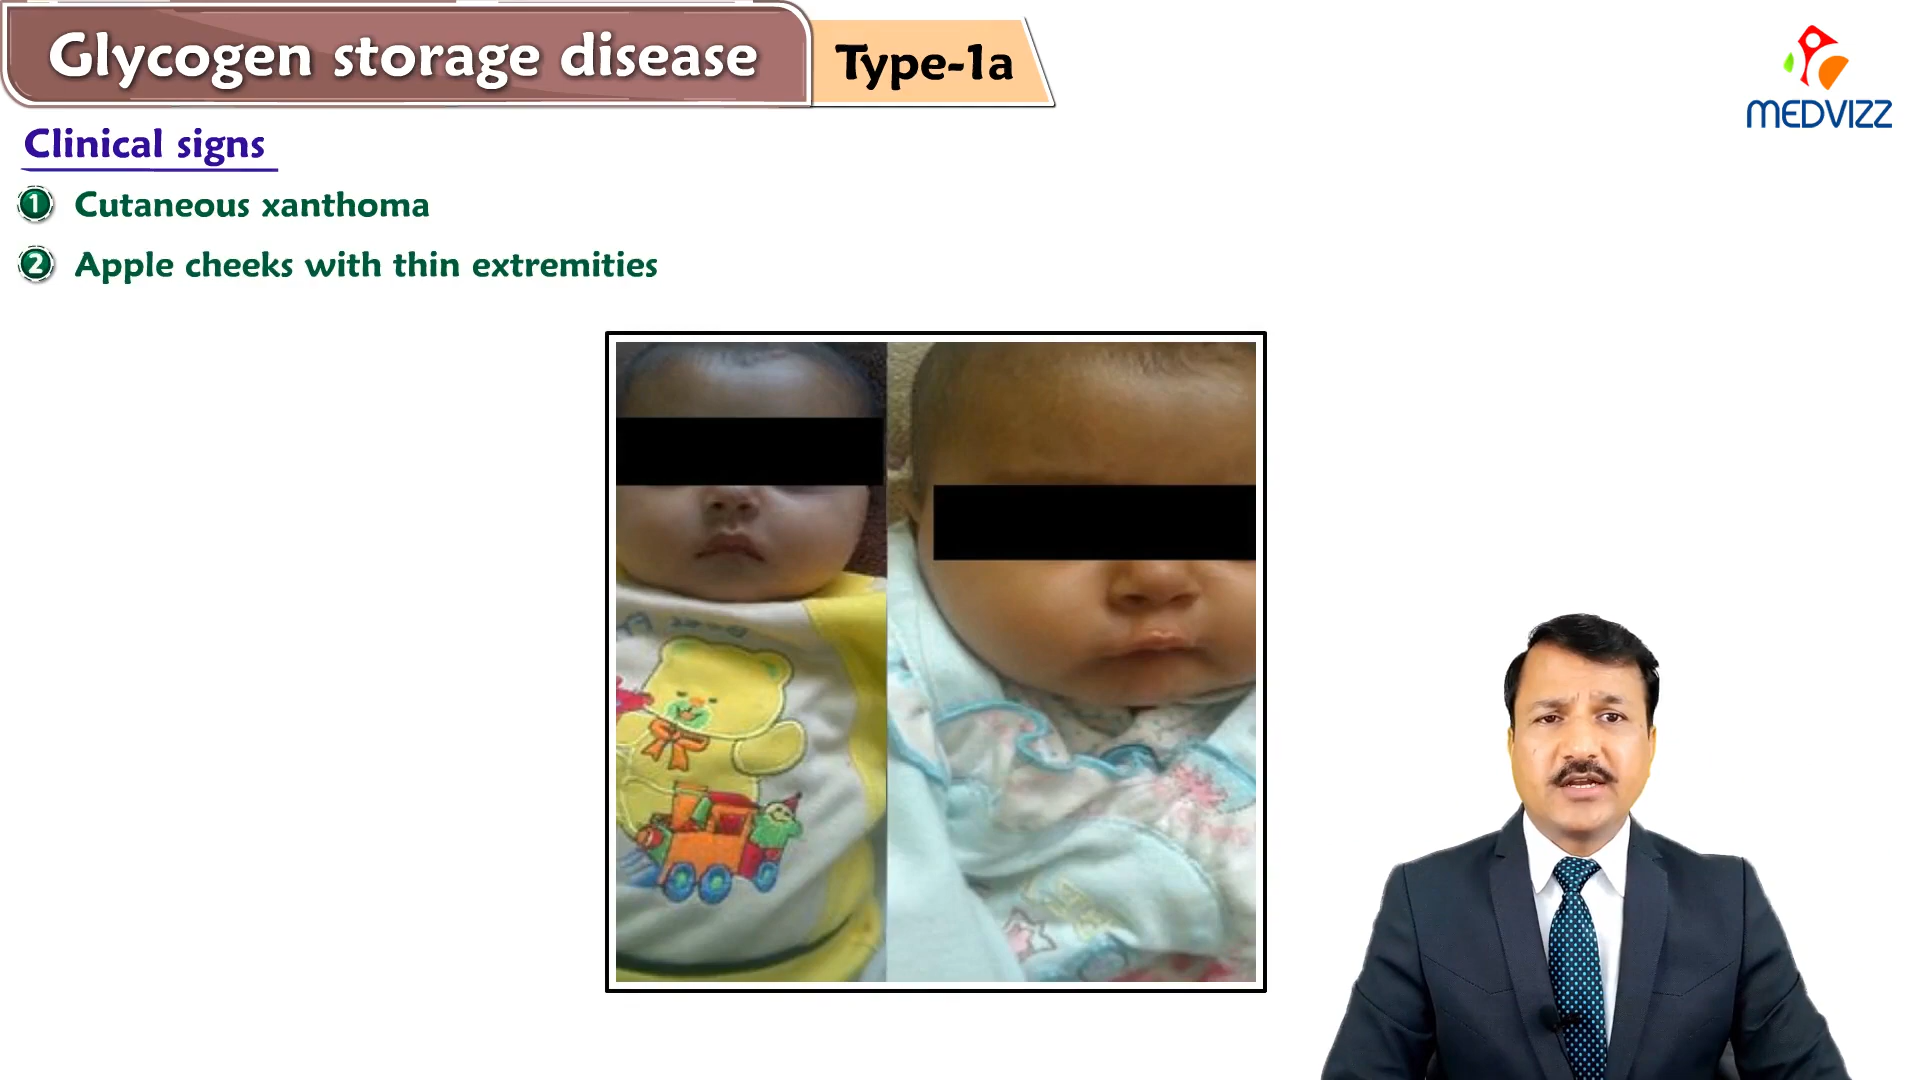 Glycogen storage disease
Type-1a
MEDVIZZ
Clinical signs
1 Cutaneous xanthoma
2 Apple cheeks with thin extremities